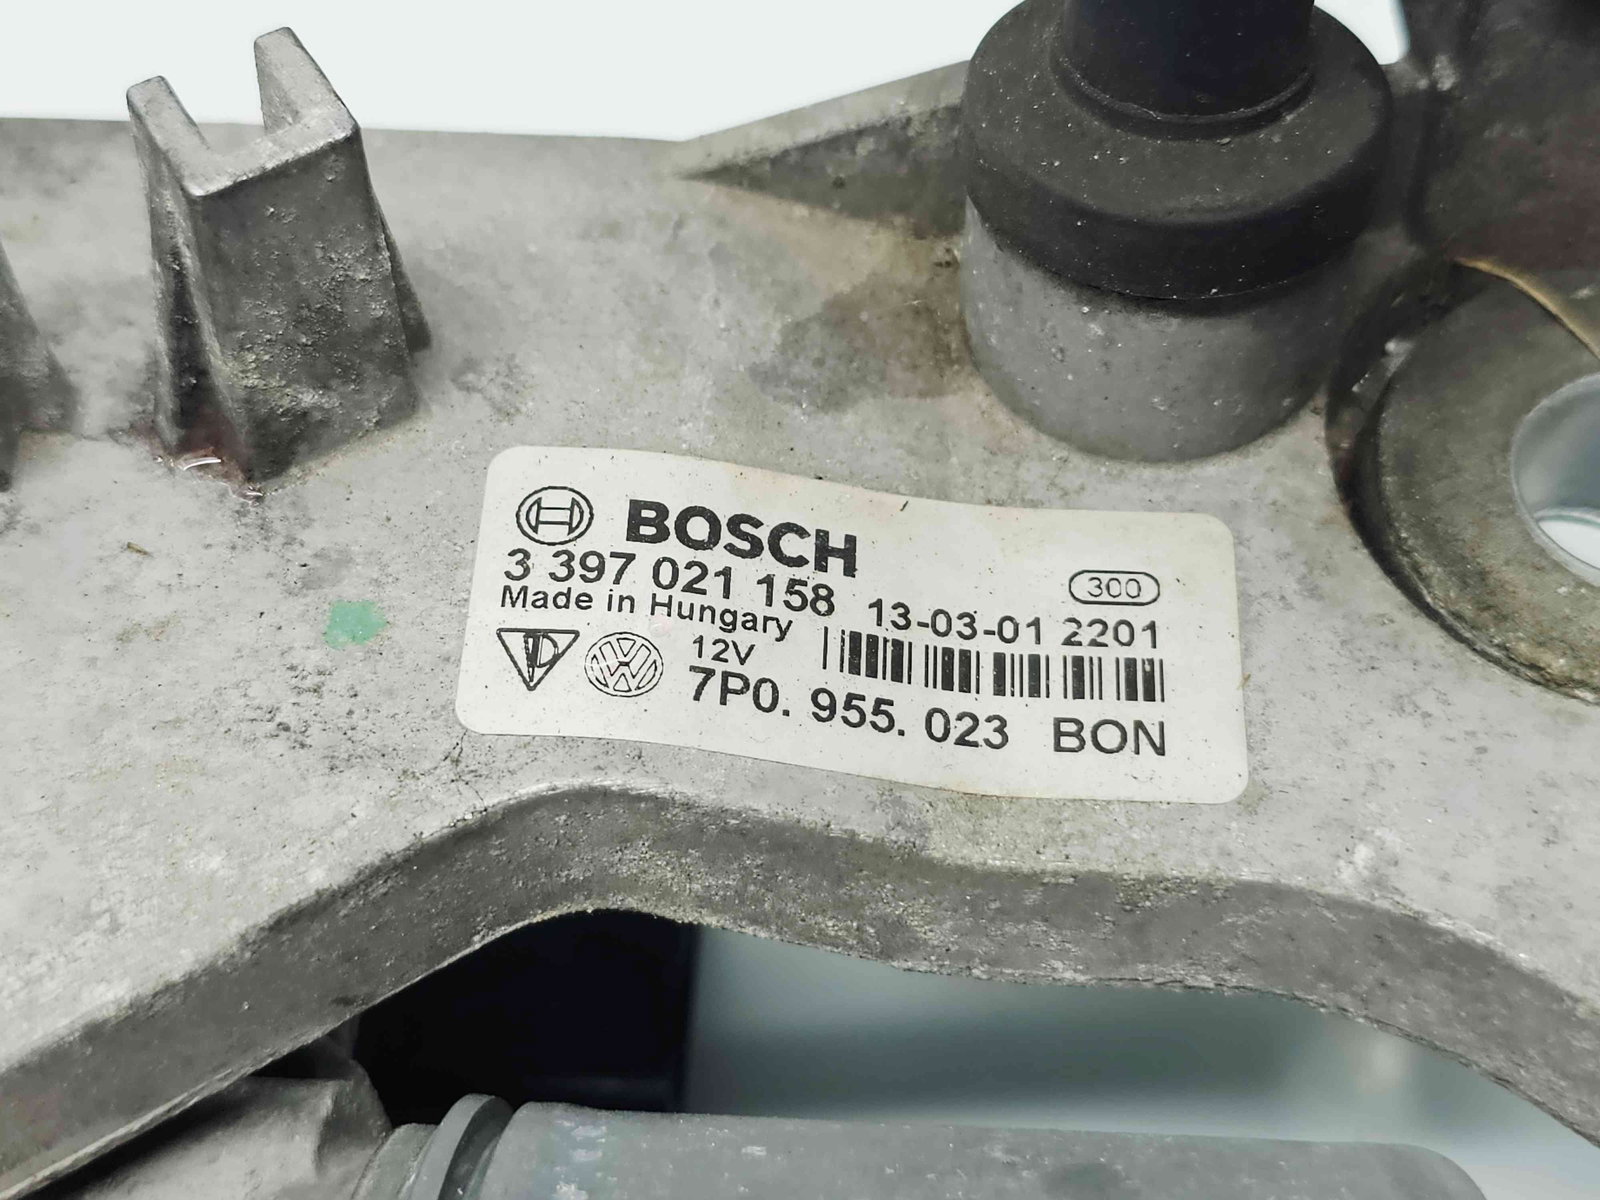 BOSCH
3 397 021 158 13-03-01 2201
300
Made in Hungary
12V
7P0. 955. 023 BON